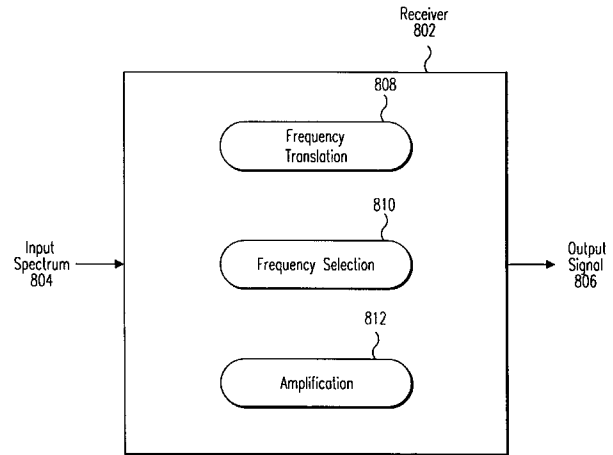 Receiver
802
808
Frequency
Translation
810
Input
Spectrum
804
Frequency Selection
Output
Signal
806
812
Amplification